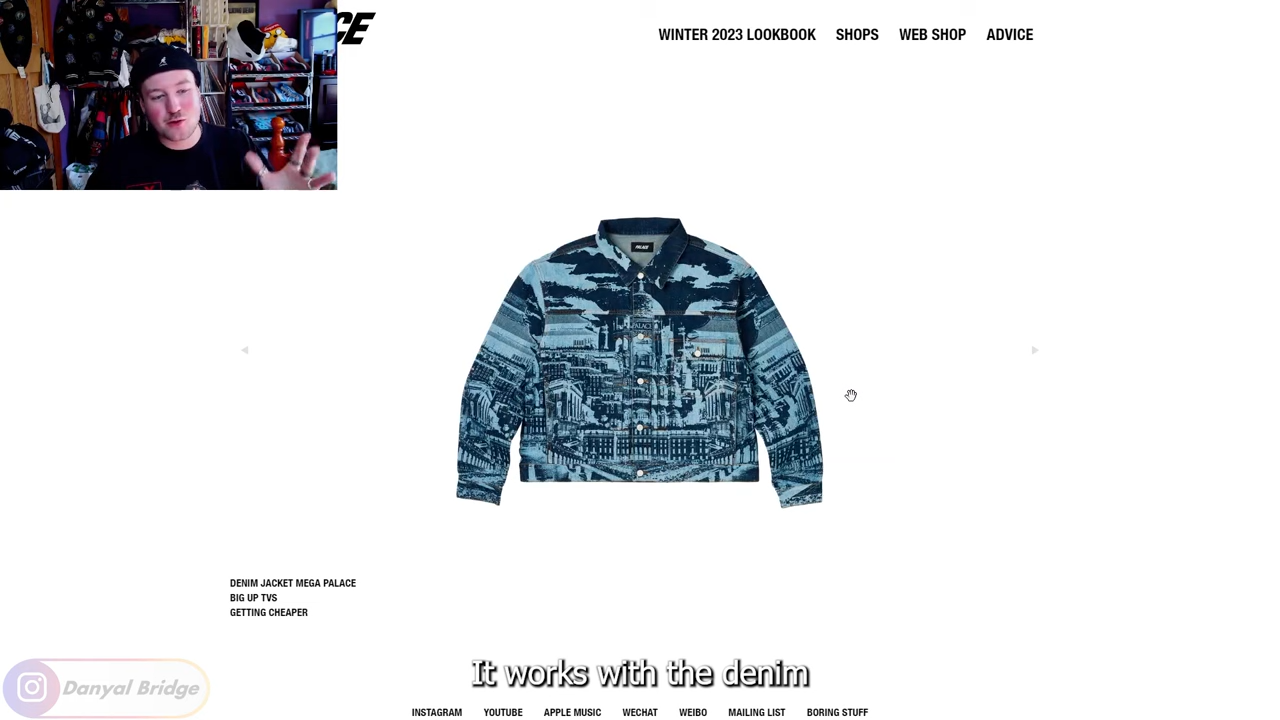 WINTER 2023 LOOKBOOK SHOPS WEB SHOP ADVICE
PALACE
DENIM JACKET MEGA PALACE
BIG UP TVS
GETTING CHEAPER
It works with the denim
Danyal Bridge
INSTAGRAM YOUTUBE APPLE MUSIC WECHAT WEIBO MAILING LIST BORING STUFF